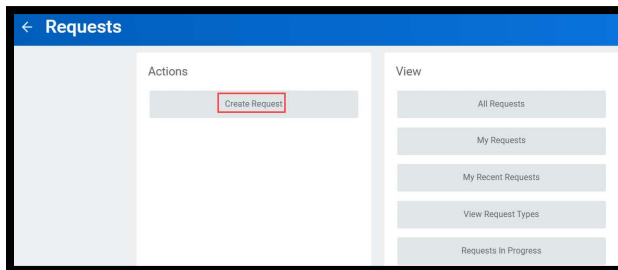 ← Requests
Actions
Create Request
View
All Requests
My Requests
My Recent Requests
View Request Types
Requests In Progress